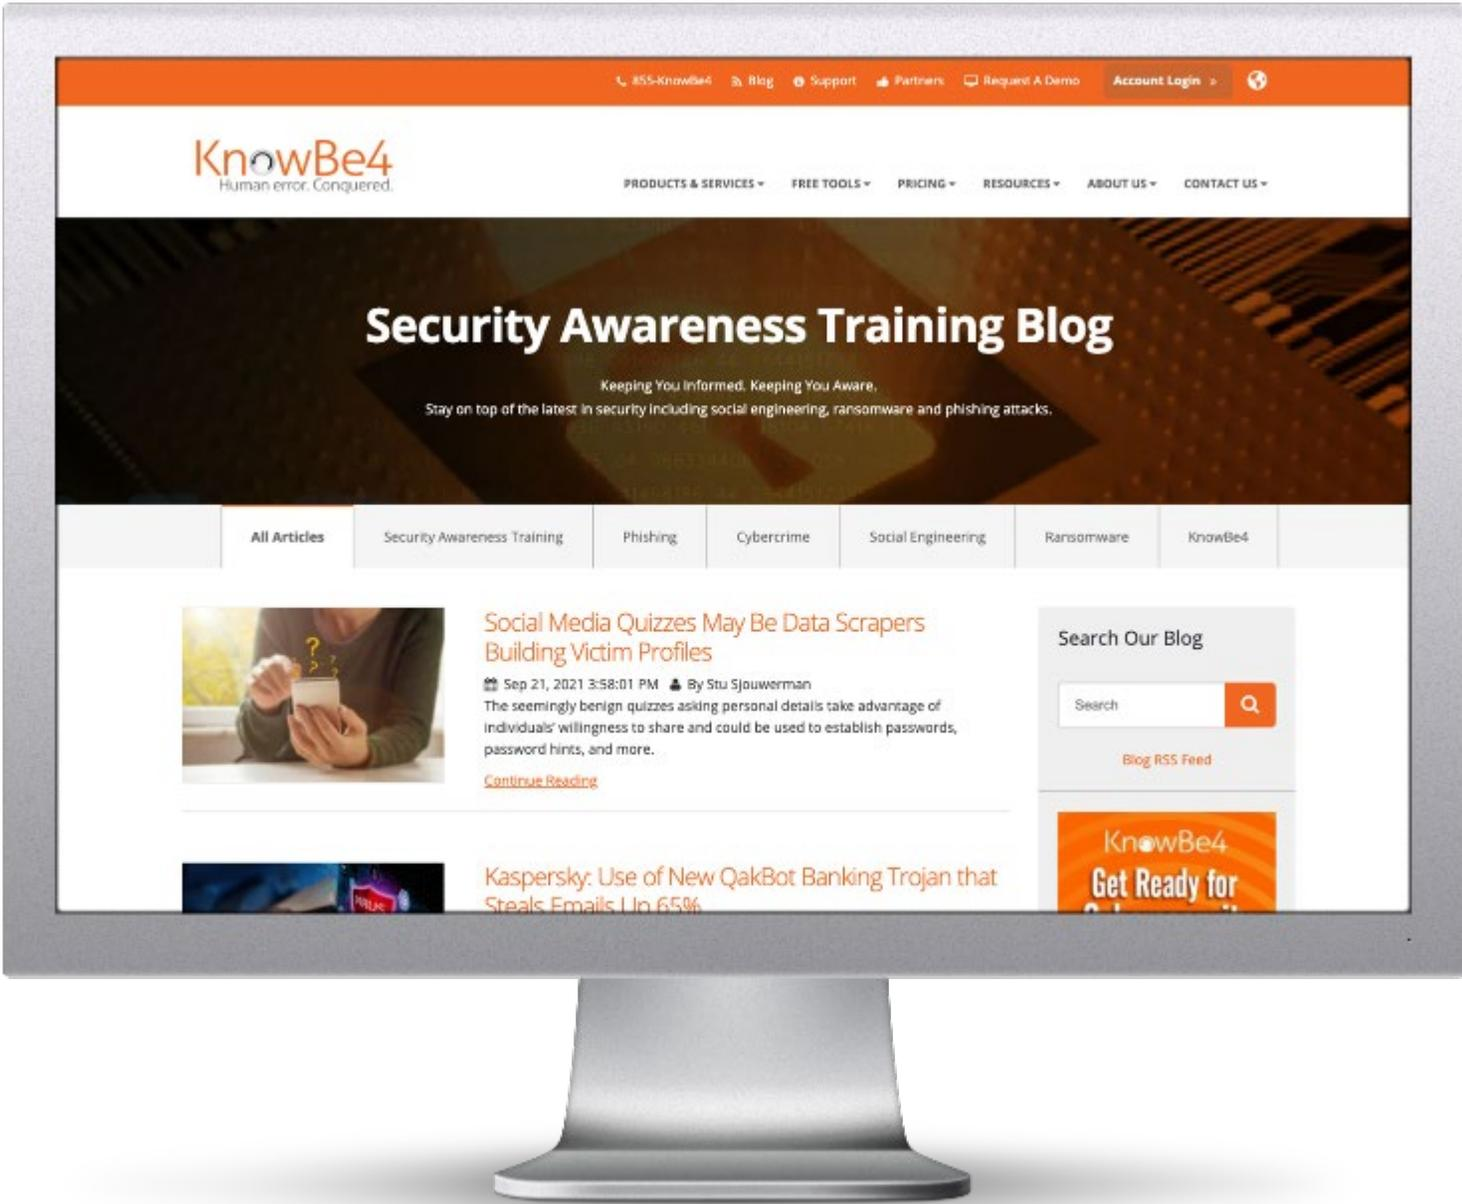 855-KnowBe4 Blog Support Partners Request A Demo Account Login »
KnowBe4
Human error. Conquered.
PRODUCTS & SERVICES FREE TOOLS PRICING RESOURCES ABOUT US CONTACT US
Security Awareness Training Blog
Keeping You Informed. Keeping You Aware.
Stay on top of the latest in security including social engineering, ransomware and phishing attacks.
All Articles Security Awareness Training Phishing Cybercrime Social Engineering Ransomware KnowBe4
Social Media Quizzes May Be Data Scrapers
Building Victim Profiles
Sep 21, 2021 3:58:01 PM By Stu Sjouwerman
The seemingly benign quizzes asking personal details take advantage of
individuals' willingness to share and could be used to establish passwords,
password hints, and more.
Continue Reading
Kaspersky: Use of New QakBot Banking Trojan that
Steals Emails Up 65%
Search Our Blog
Search
Blog RSS Feed
KnowBe4
Get Ready for